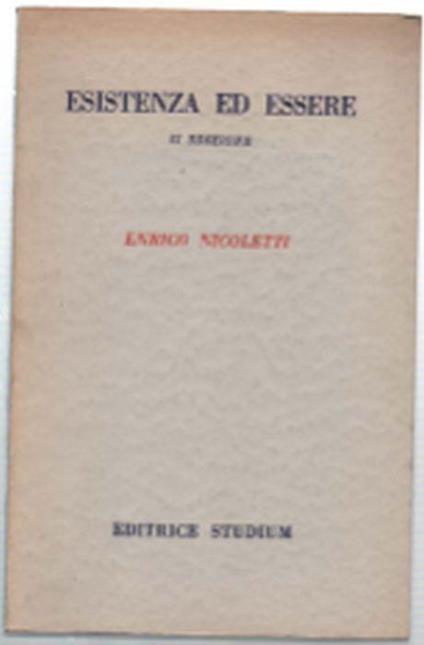 ESISTENZA ED ESSERE
ENRICO NICOLETTI
EDITRICE STUDIUM